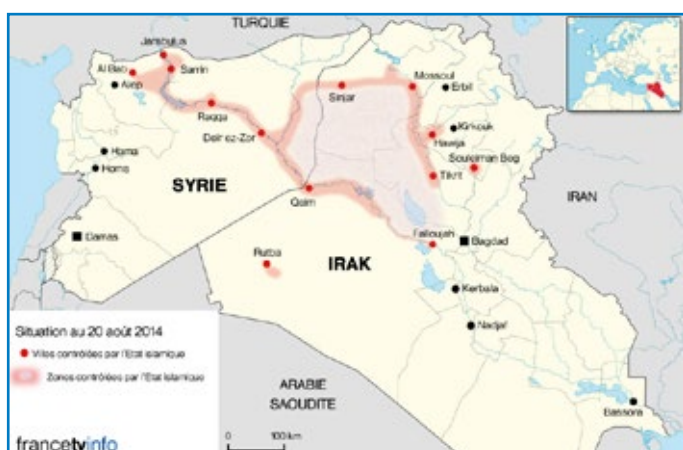 TURQUIE
Jarabulus
Al Bab
Sarrin
Alep
Mossoul
Sinjar
Erbil
Raqqa
Kirkouk
Deir ez-Zor
Hawija
Souleiman Beg
Hama
Homs
Tikrit
SYRIE
Qaim
IRAN
Damas
Falloujah
Bagdad
Rutba
IRAK
Kerbala
Nadjaf
Situation au 20 août 2014
Villes contrôlées par l'Etat islamique
Zones contrôlées par l'Etat islamique
ARABIE
SAOUDITE
Bassora
0 100 km
francetvinfo